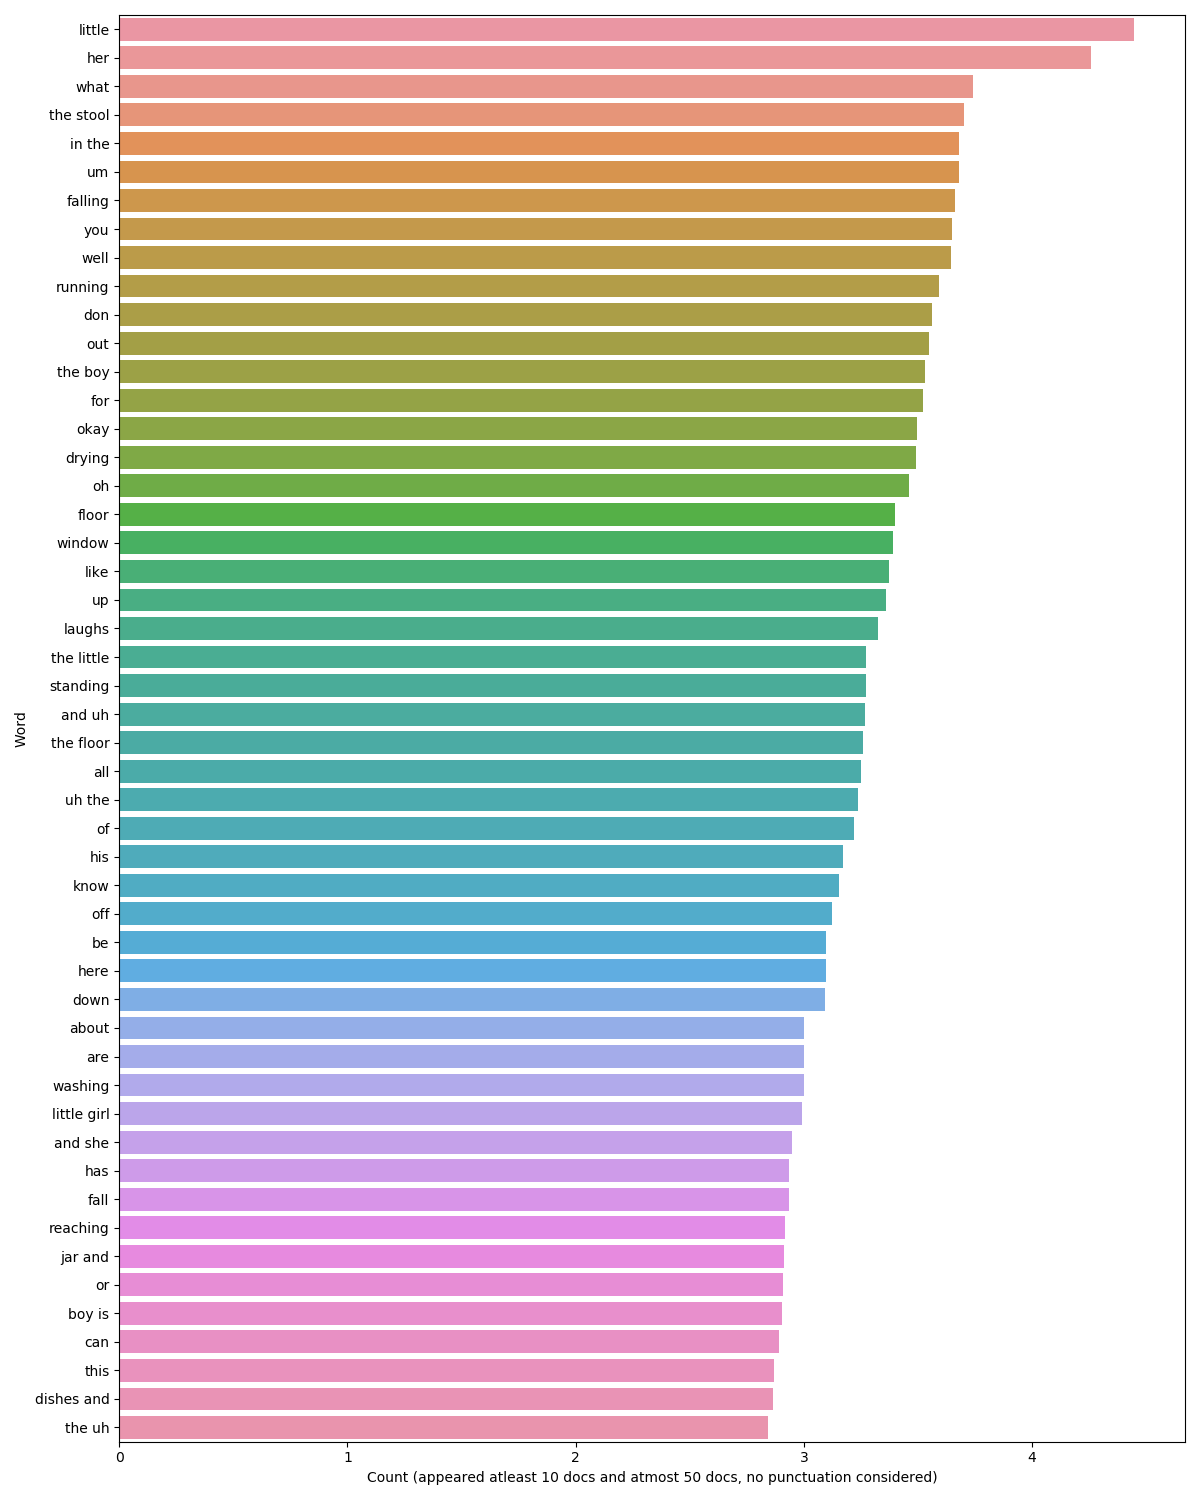 little
her
what
the stool
in the
um
falling
you
well
running
don
out
the boy
for
okay
drying
oh
floor
window
like
up
laughs
the little
standing
and uh
the floor
all
uh the
of
his
know
off
be
here
down
about
are
washing
little girl
and she
has
fall
reaching
jar and
or
boy is
can
this
dishes and
the uh
Word
0 1 2 3 4
Count (appeared atleast 10 docs and atmost 50 docs, no punctuation considered)